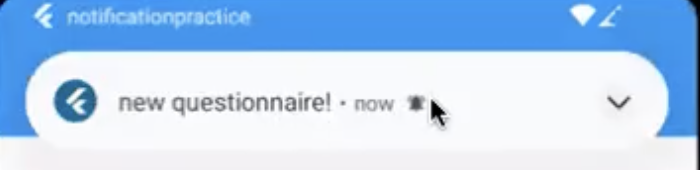 notificationpractice
new questionnaire! • now